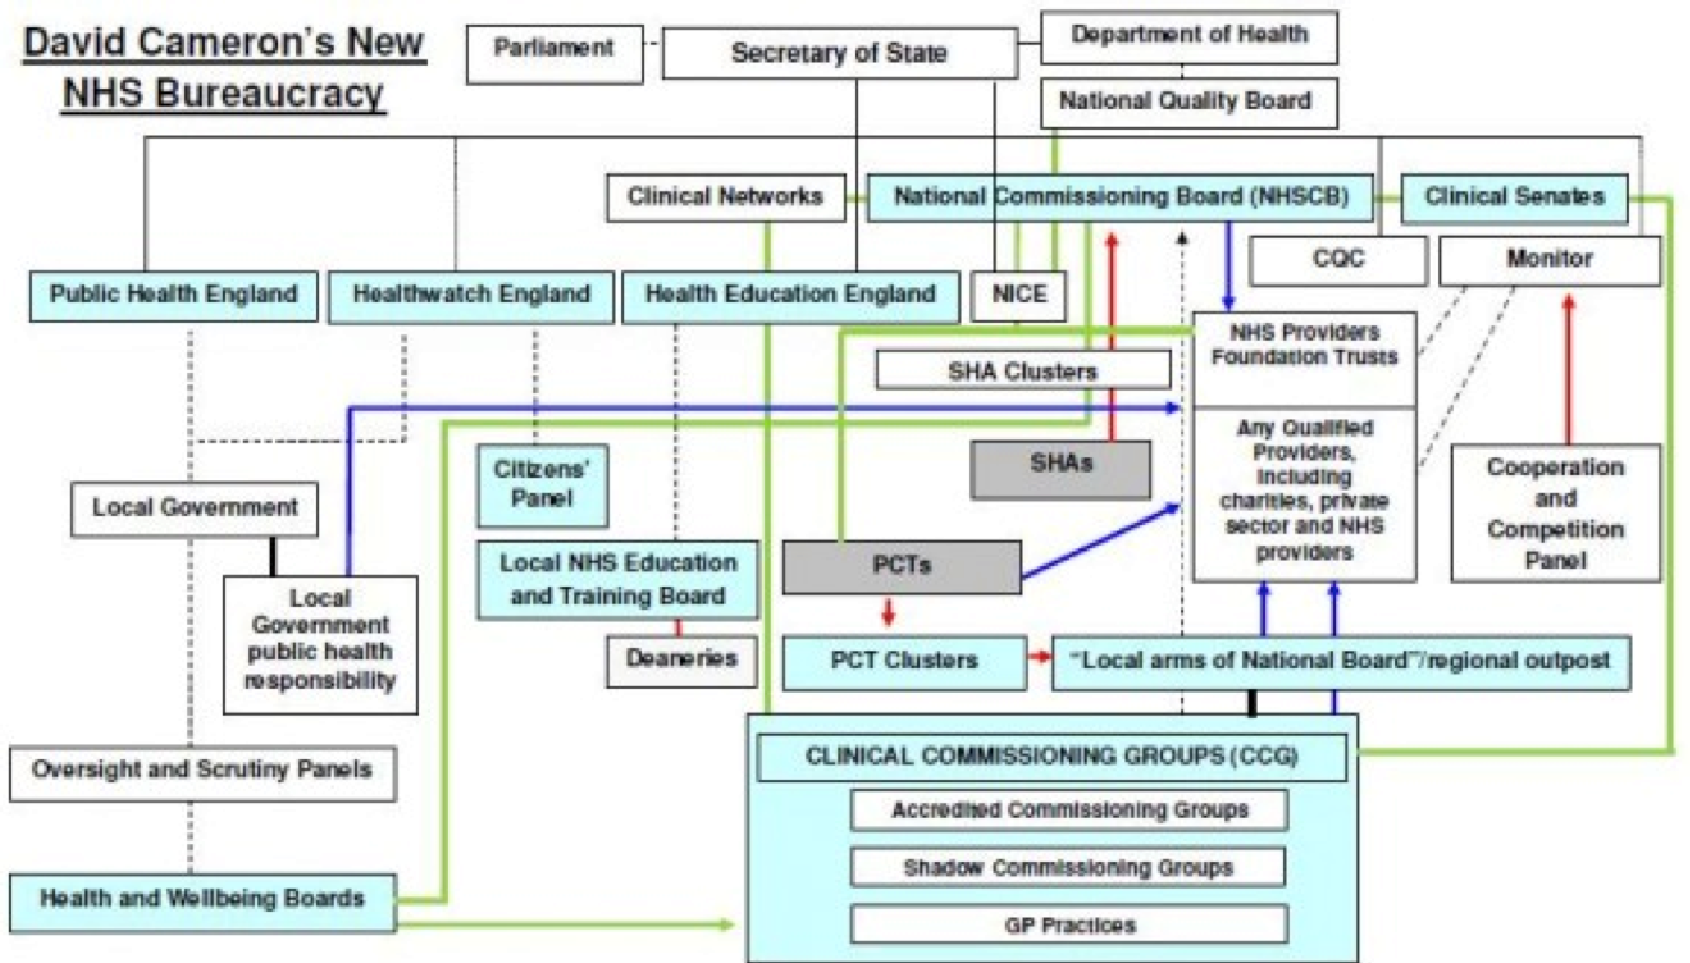 David Cameron's New
NHS Bureaucracy
Parliament
Secretary of State
Department of Health
National Quality Board
Clinical Networks
National Commissioning Board (NHSCB)
Clinical Senates
CQC
Monitor
Public Health England
Healthwatch England
Health Education England
NICE
NHS Providers
Foundation Trusts
SHA Clusters
Any Qualified
Providers,
including
charities, private
sector and NHS
providers
Citizens'
Panel
SHAs
Cooperation
and
Competition
Panel
Local Government
Local NHS Education
and Training Board
PCTs
Local
Government
public health
responsibility
Deaneries
PCT Clusters
"Local arms of National Board"/regional outpost
Oversight and Scrutiny Panels
CLINICAL COMMISSIONING GROUPS (CCG)
Accredited Commissioning Groups
Shadow Commissioning Groups
GP Practices
Health and Wellbeing Boards